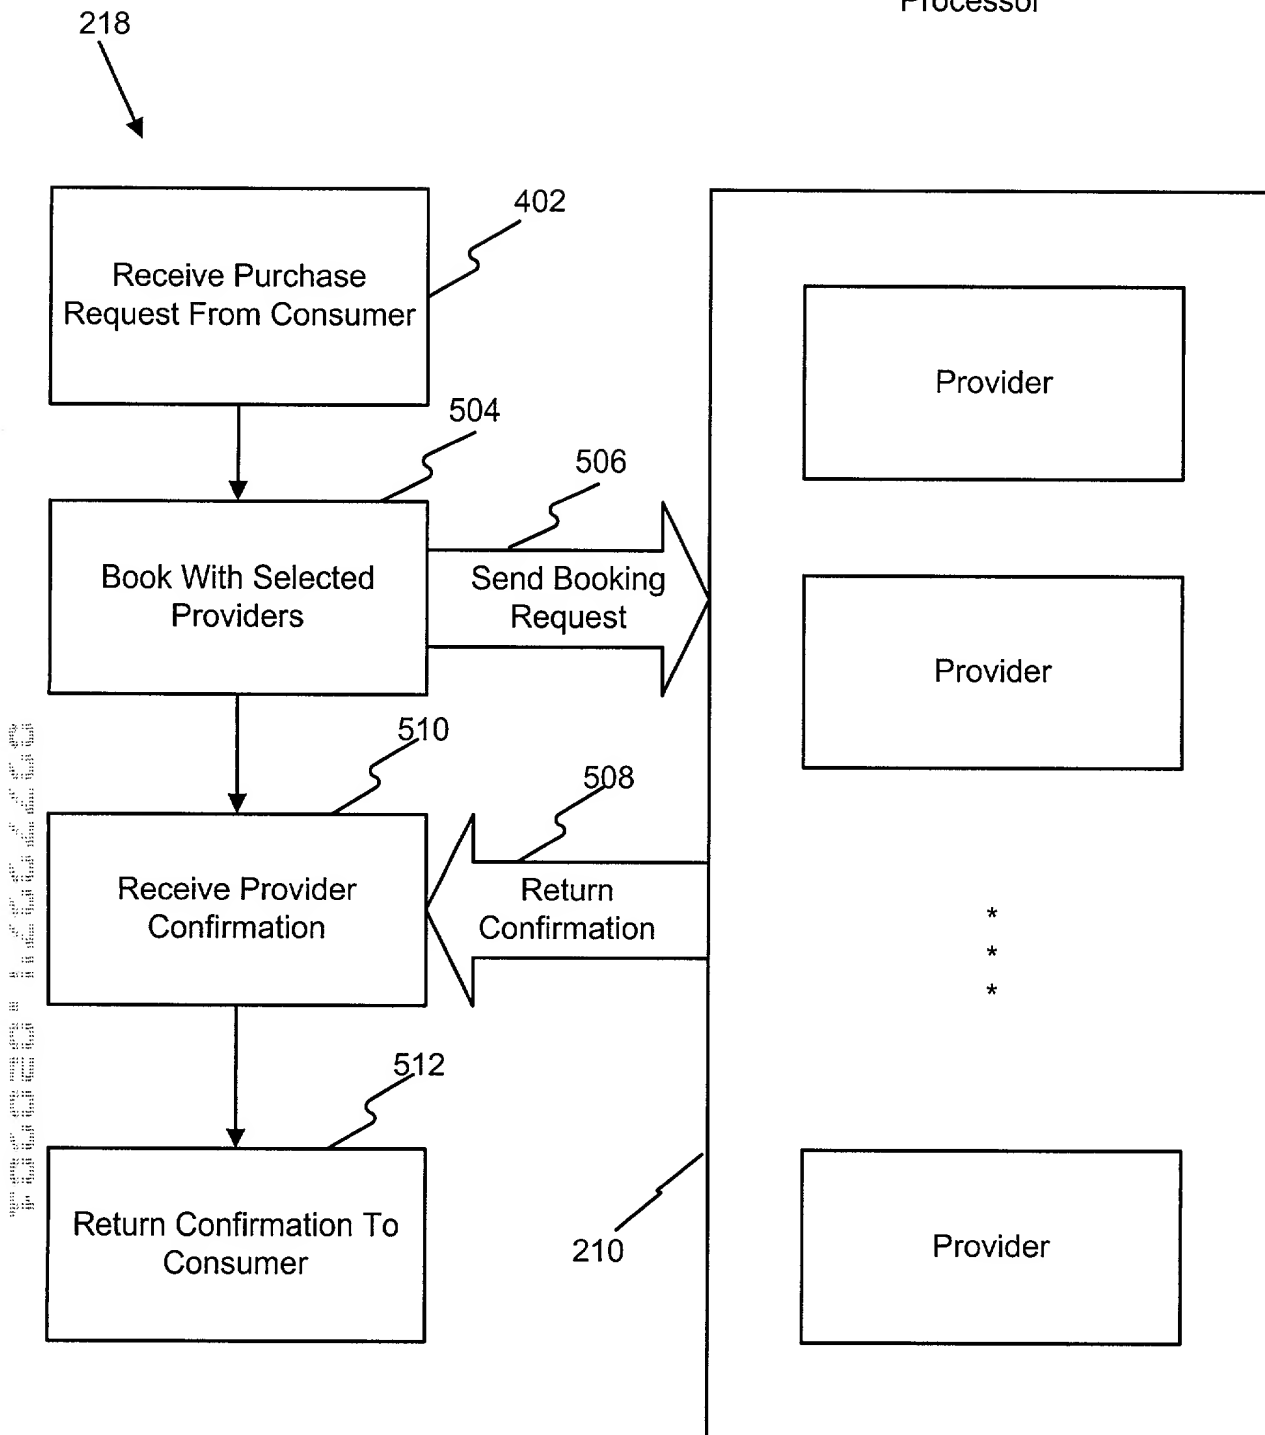 218
Processor
402
Receive Purchase
Request From Consumer
Provider
504
506
Book With Selected
Providers
Send Booking
Request
Provider
510
508
Receive Provider
Confirmation
Return
Confirmation
*
*
*
512
Return Confirmation To
Consumer
210
Provider